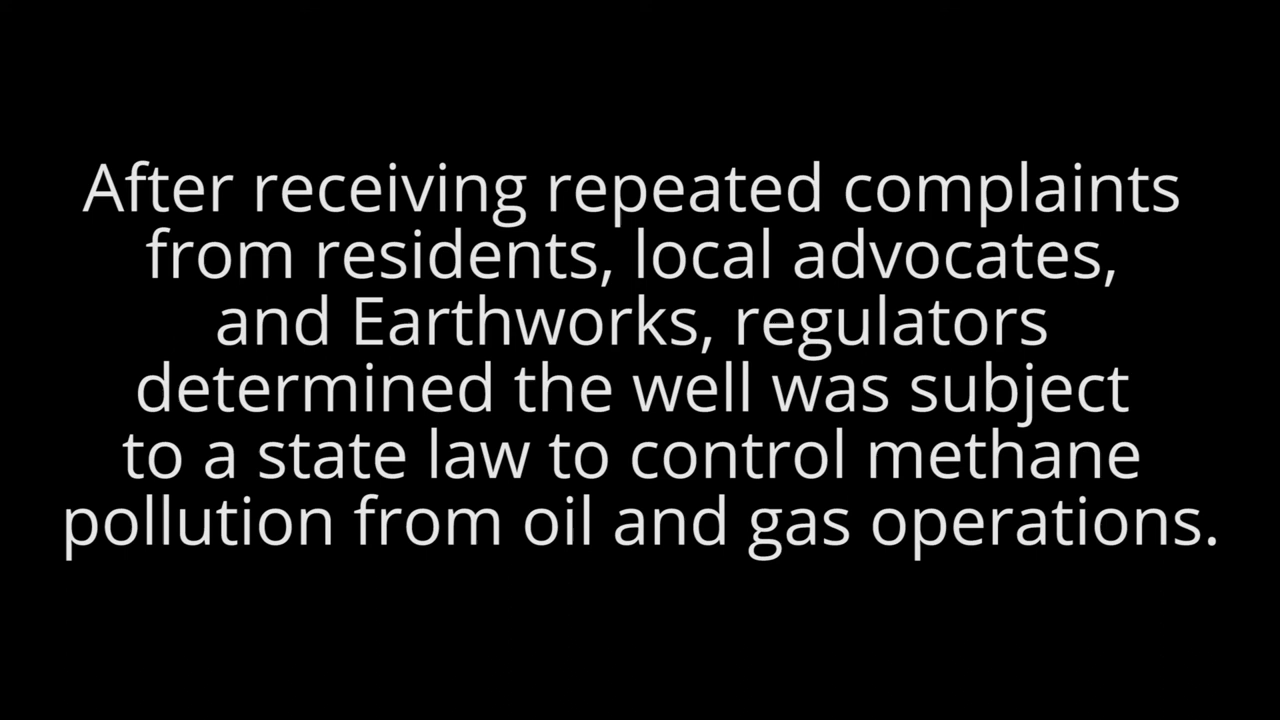 After receiving repeated complaints
from residents, local advocates,
and Earthworks, regulators
determined the well was subject
to a state law to control methane
pollution from oil and gas operations.